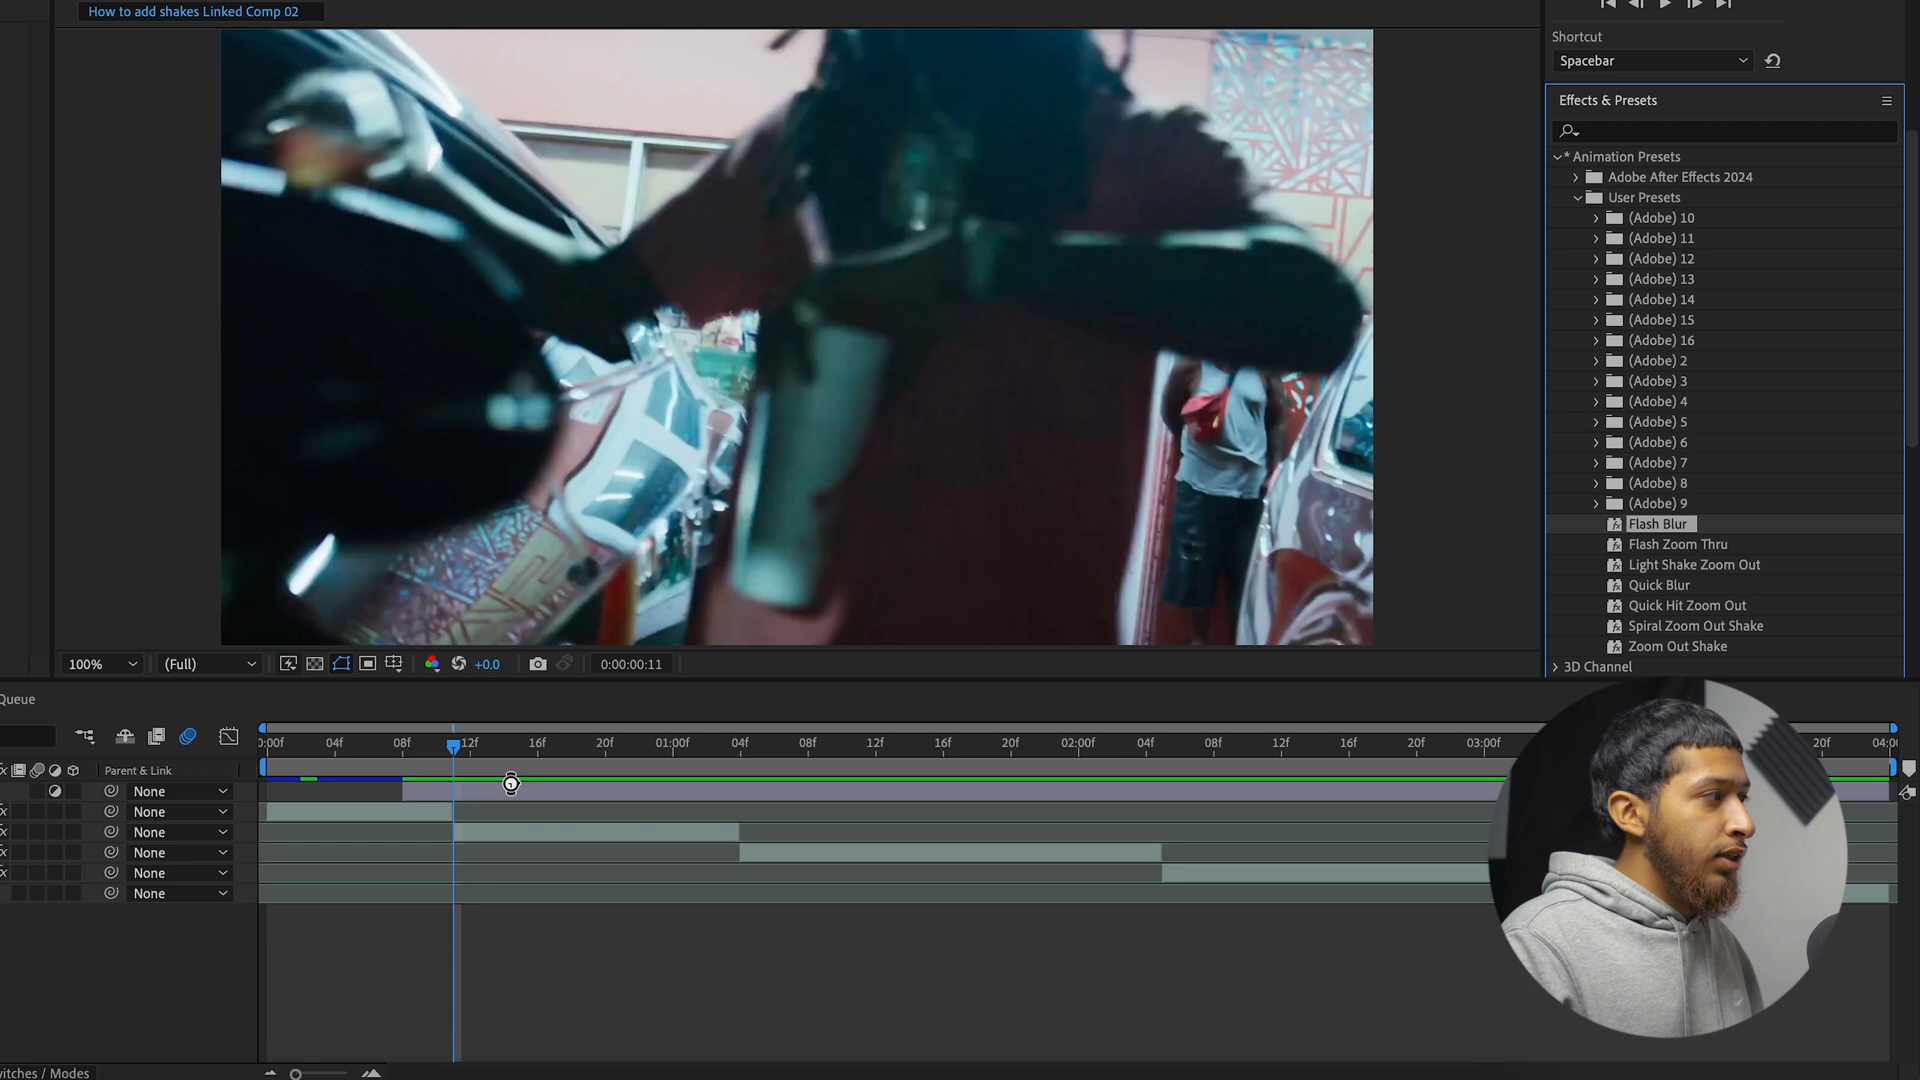 How to add shakes Linked Comp 02
Shortcut
Spacebar
Effects & Presets
* Animation Presets
Adobe After Effects 2024
User Presets
(Adobe) 10
(Adobe) 11
(Adobe) 12
(Adobe) 13
(Adobe) 14
(Adobe) 15
(Adobe) 16
(Adobe) 2
(Adobe) 3
(Adobe) 4
(Adobe) 5
(Adobe) 6
(Adobe) 7
(Adobe) 8
(Adobe) 9
Flash Blur
Flash Zoom Thru
Light Shake Zoom Out
Quick Blur
Quick Hit Zoom Out
Spiral Zoom Out Shake
Zoom Out Shake
3D Channel
100% (Full) +0.0 0:00:00:11
Queue
0:00f 04f 08f 12f 16f 20f 01:00f 04f 08f 12f 16f 20f 02:00f 04f 08f 12f 16f 20f 03:00f 20f 04:00
Parent & Link
None
None
None
None
None
None
witches / Modes